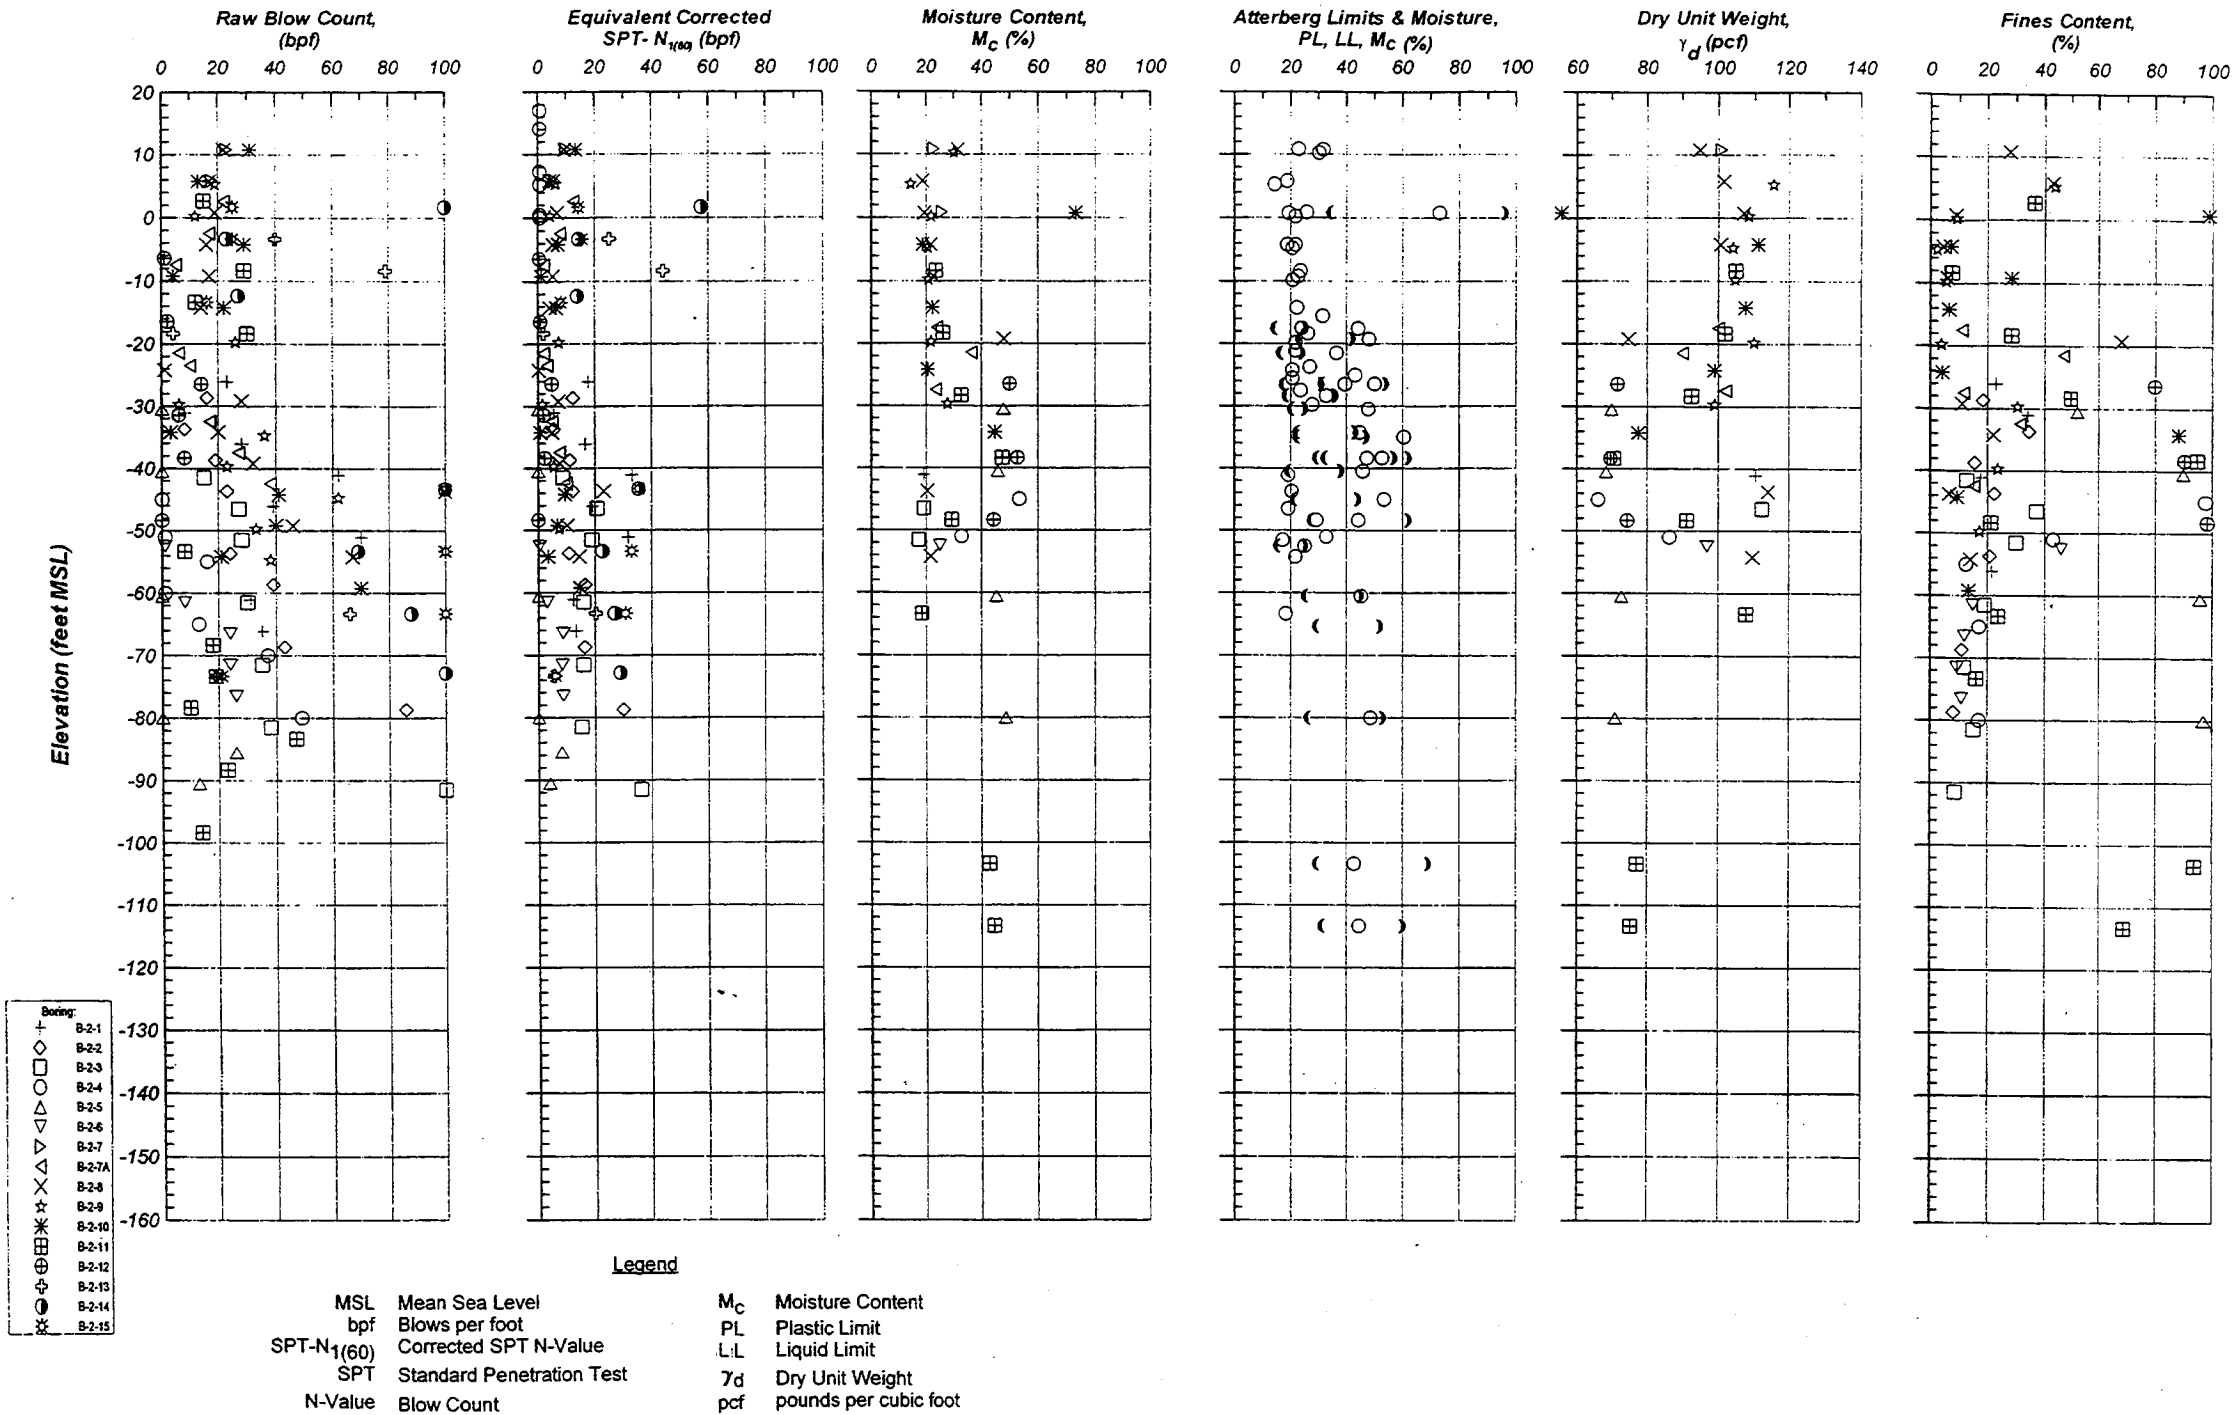 Raw Blow Count,
(bpf)
Equivalent Corrected
SPT- N1(60) (bpf)
Moisture Content,
MC (%)
Atterberg Limits & Moisture,
PL, LL, MC (%)
Dry Unit Weight,
γd (pcf)
Fines Content,
(%)
0 20 40 60 80 100
0 20 40 60 80 100
0 20 40 60 80 100
0 20 40 60 80 100
60 80 100 120 140
0 20 40 60 80 100
20
10
0
-10
-20
-30
-40
-50
-60
-70
-80
-90
-100
-110
-120
-130
-140
-150
-160
Elevation (feet MSL)
Boring:
B-2-1
B-2-2
B-2-3
B-2-4
B-2-5
B-2-6
B-2-7
B-2-7A
B-2-8
B-2-9
B-2-10
B-2-11
B-2-12
B-2-13
B-2-14
B-2-15
Legend
MSL Mean Sea Level
bpf Blows per foot
SPT-N1(60) Corrected SPT N-Value
SPT Standard Penetration Test
N-Value Blow Count
MC Moisture Content
PL Plastic Limit
LL Liquid Limit
γd Dry Unit Weight
pcf pounds per cubic foot